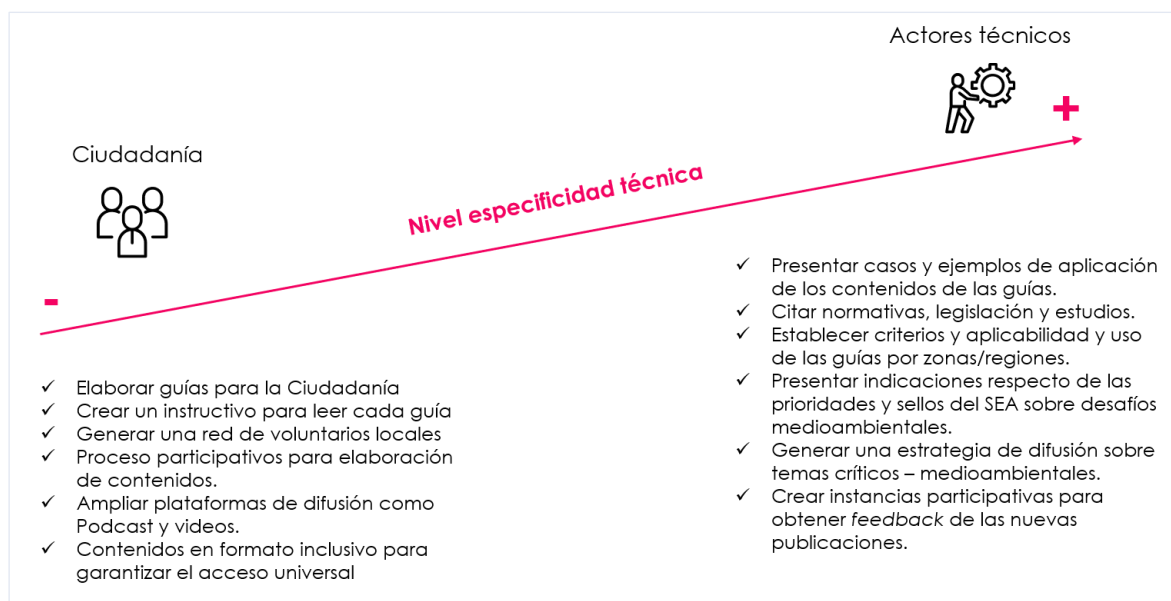 Actores técnicos
+
Ciudadanía
Nivel especificidad técnica
-
✓ Elaborar guías para la Ciudadanía
✓ Crear un instructivo para leer cada guía
✓ Generar una red de voluntarios locales
✓ Proceso participativos para elaboración
de contenidos.
✓ Ampliar plataformas de difusión como
Podcast y videos.
✓ Contenidos en formato inclusivo para
garantizar el acceso universal
✓ Presentar casos y ejemplos de aplicación
de los contenidos de las guías.
✓ Citar normativas, legislación y estudios.
✓ Establecer criterios y aplicabilidad y uso
de las guías por zonas/regiones.
✓ Presentar indicaciones respecto de las
prioridades y sellos del SEA sobre desafíos
medioambientales.
✓ Generar una estrategia de difusión sobre
temas críticos – medioambientales.
✓ Crear instancias participativas para
obtener feedback de las nuevas
publicaciones.